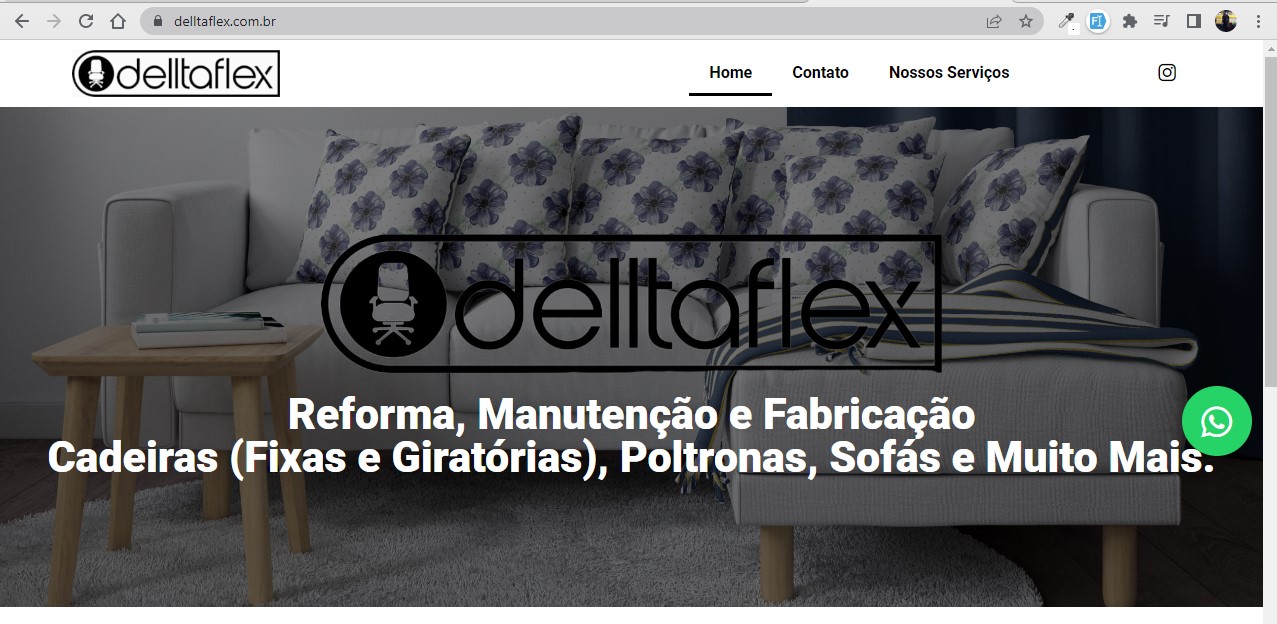 delltaflex.com.br
delltaflex
Home Contato Nossos Serviços
delltaflex
Reforma, Manutenção e Fabricação
Cadeiras (Fixas e Giratórias), Poltronas, Sofás e Muito Mais.